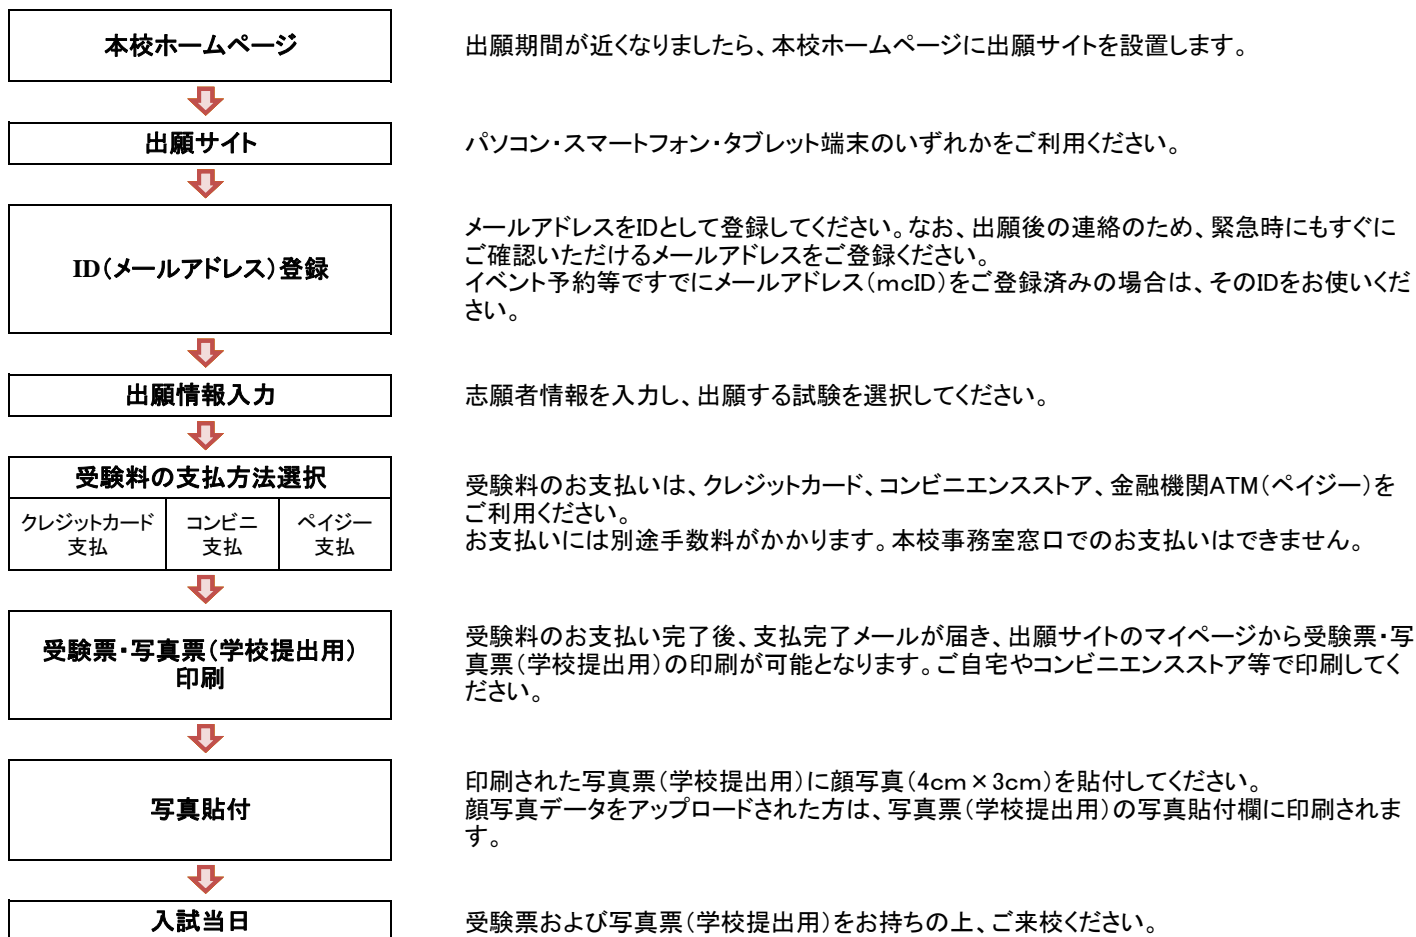 本校ホームページ
出願期間が近くなりましたら、本校ホームページに出願サイトを設置します。
出願サイト
パソコン・スマートフォン・タブレット端末のいずれかをご利用ください。
ID(メールアドレス)登録
メールアドレスをIDとして登録してください。なお、出願後の連絡のため、緊急時にもすぐに
ご確認いただけるメールアドレスをご登録ください。
イベント予約等ですでにメールアドレス(mcID)をご登録済みの場合は、そのIDをお使いくだ
さい。
出願情報入力
志願者情報を入力し、出願する試験を選択してください。
受験料の支払方法選択
クレジットカード
支払
コンビニ
支払
ペイジー
支払
受験料のお支払いは、クレジットカード、コンビニエンスストア、金融機関ATM(ペイジー)を
ご利用ください。
お支払いには別途手数料がかかります。本校事務室窓口でのお支払いはできません。
受験票・写真票(学校提出用)
印刷
受験料のお支払い完了後、支払完了メールが届き、出願サイトのマイページから受験票・写
真票(学校提出用)の印刷が可能となります。ご自宅やコンビニエンスストア等で印刷してく
ださい。
写真貼付
印刷された写真票(学校提出用)に顔写真(4cm×3cm)を貼付してください。
顔写真データをアップロードされた方は、写真票(学校提出用)の写真貼付欄に印刷されま
す。
入試当日
受験票および写真票(学校提出用)をお持ちの上、ご来校ください。